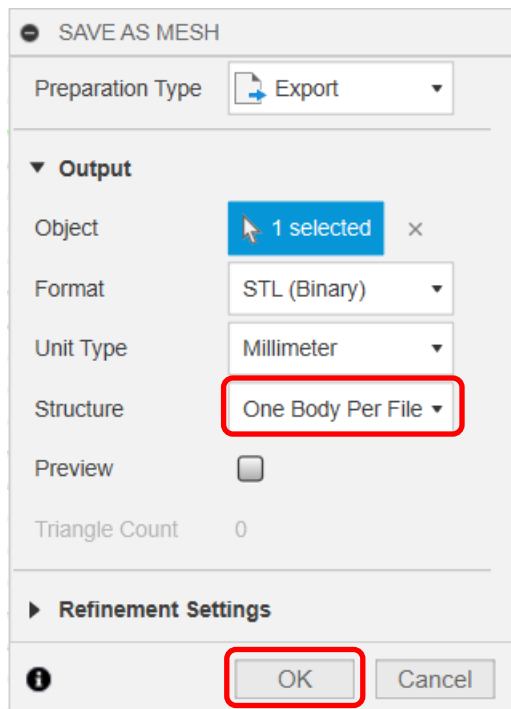 SAVE AS MESH
Preparation Type Export
Output
Object 1 selected
Format STL (Binary)
Unit Type Millimeter
Structure One Body Per File
Preview
Triangle Count 0
Refinement Settings
OK Cancel